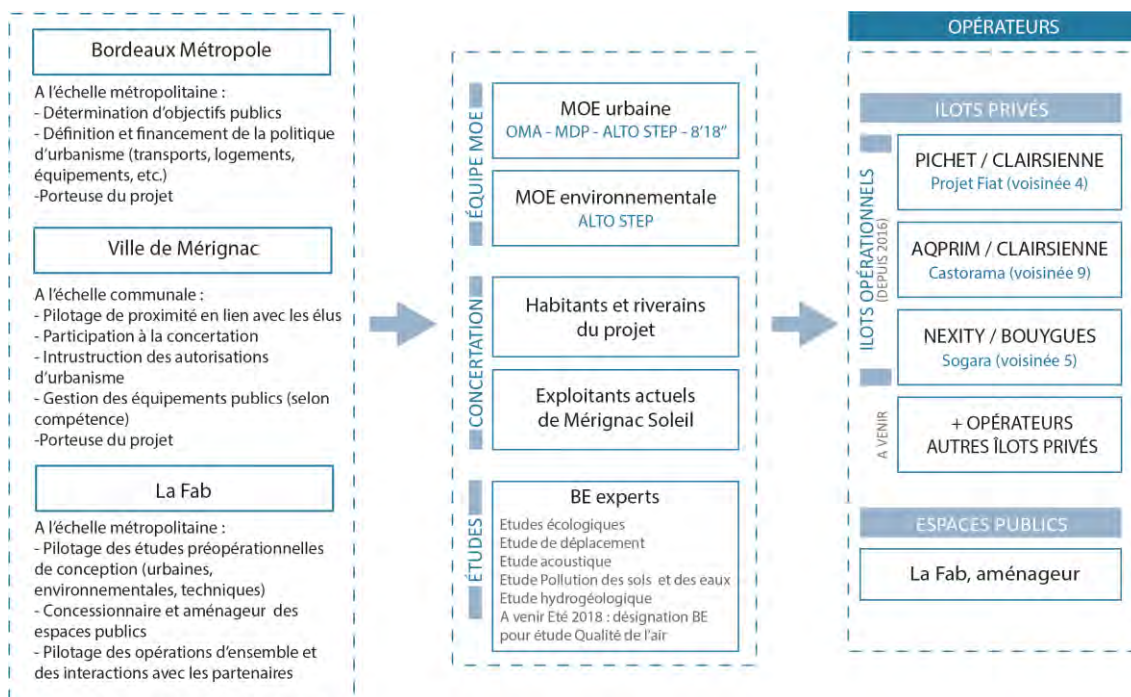 Bordeaux Métropole
A l'échelle métropolitaine :
- Détermination d'objectifs publics
- Définition et financement de la politique
d'urbanisme (transports, logements,
équipements, etc.)
-Porteuse du projet
Ville de Mérignac
A l'échelle communale :
- Pilotage de proximité en lien avec les élus
- Participation à la concertation
- Intrustruction des autorisations
d'urbanisme
- Gestion des équipements publics (selon
compétence)
-Porteuse du projet
La Fab
A l'échelle métropolitaine :
- Pilotage des études préopérationnelles
de conception (urbaines,
environnementales, techniques)
- Concessionnaire et aménageur des
espaces publics
- Pilotage des opérations d'ensemble et
des interactions avec les partenaires
ÉQUIPE MOE
MOE urbaine
OMA - MDP - ALTO STEP - 8'18"
MOE environnementale
ALTO STEP
CONCERTATION
Habitants et riverains
du projet
Exploitants actuels
de Mérignac Soleil
ÉTUDES
BE experts
Etudes écologiques
Etude de déplacement
Etude acoustique
Etude Pollution des sols et des eaux
Etude hydrogéologique
A venir Eté 2018 : désignation BE
pour étude Qualité de l'air
OPÉRATEURS
ILOTS PRIVÉS
ILOTS OPÉRATIONNELS
(DEPUIS 2016)
PICHET / CLAIRSIENNE
Projet Fiat (voisinée 4)
AQPRIM / CLAIRSIENNE
Castorama (voisinée 9)
NEXITY / BOUYGUES
Sogara (voisinée 5)
A VENIR
+ OPÉRATEURS
AUTRES ÎLOTS PRIVÉS
ESPACES PUBLICS
La Fab, aménageur